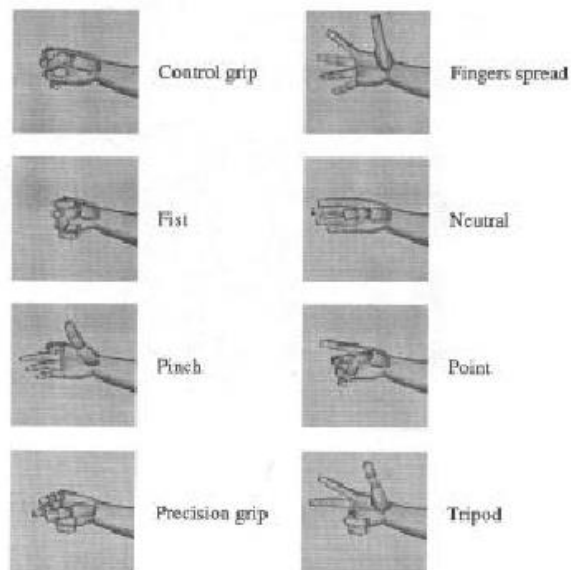 Control grip
Fingers spread
Fist
Neutral
Pinch
Point
Precision grip
Tripod